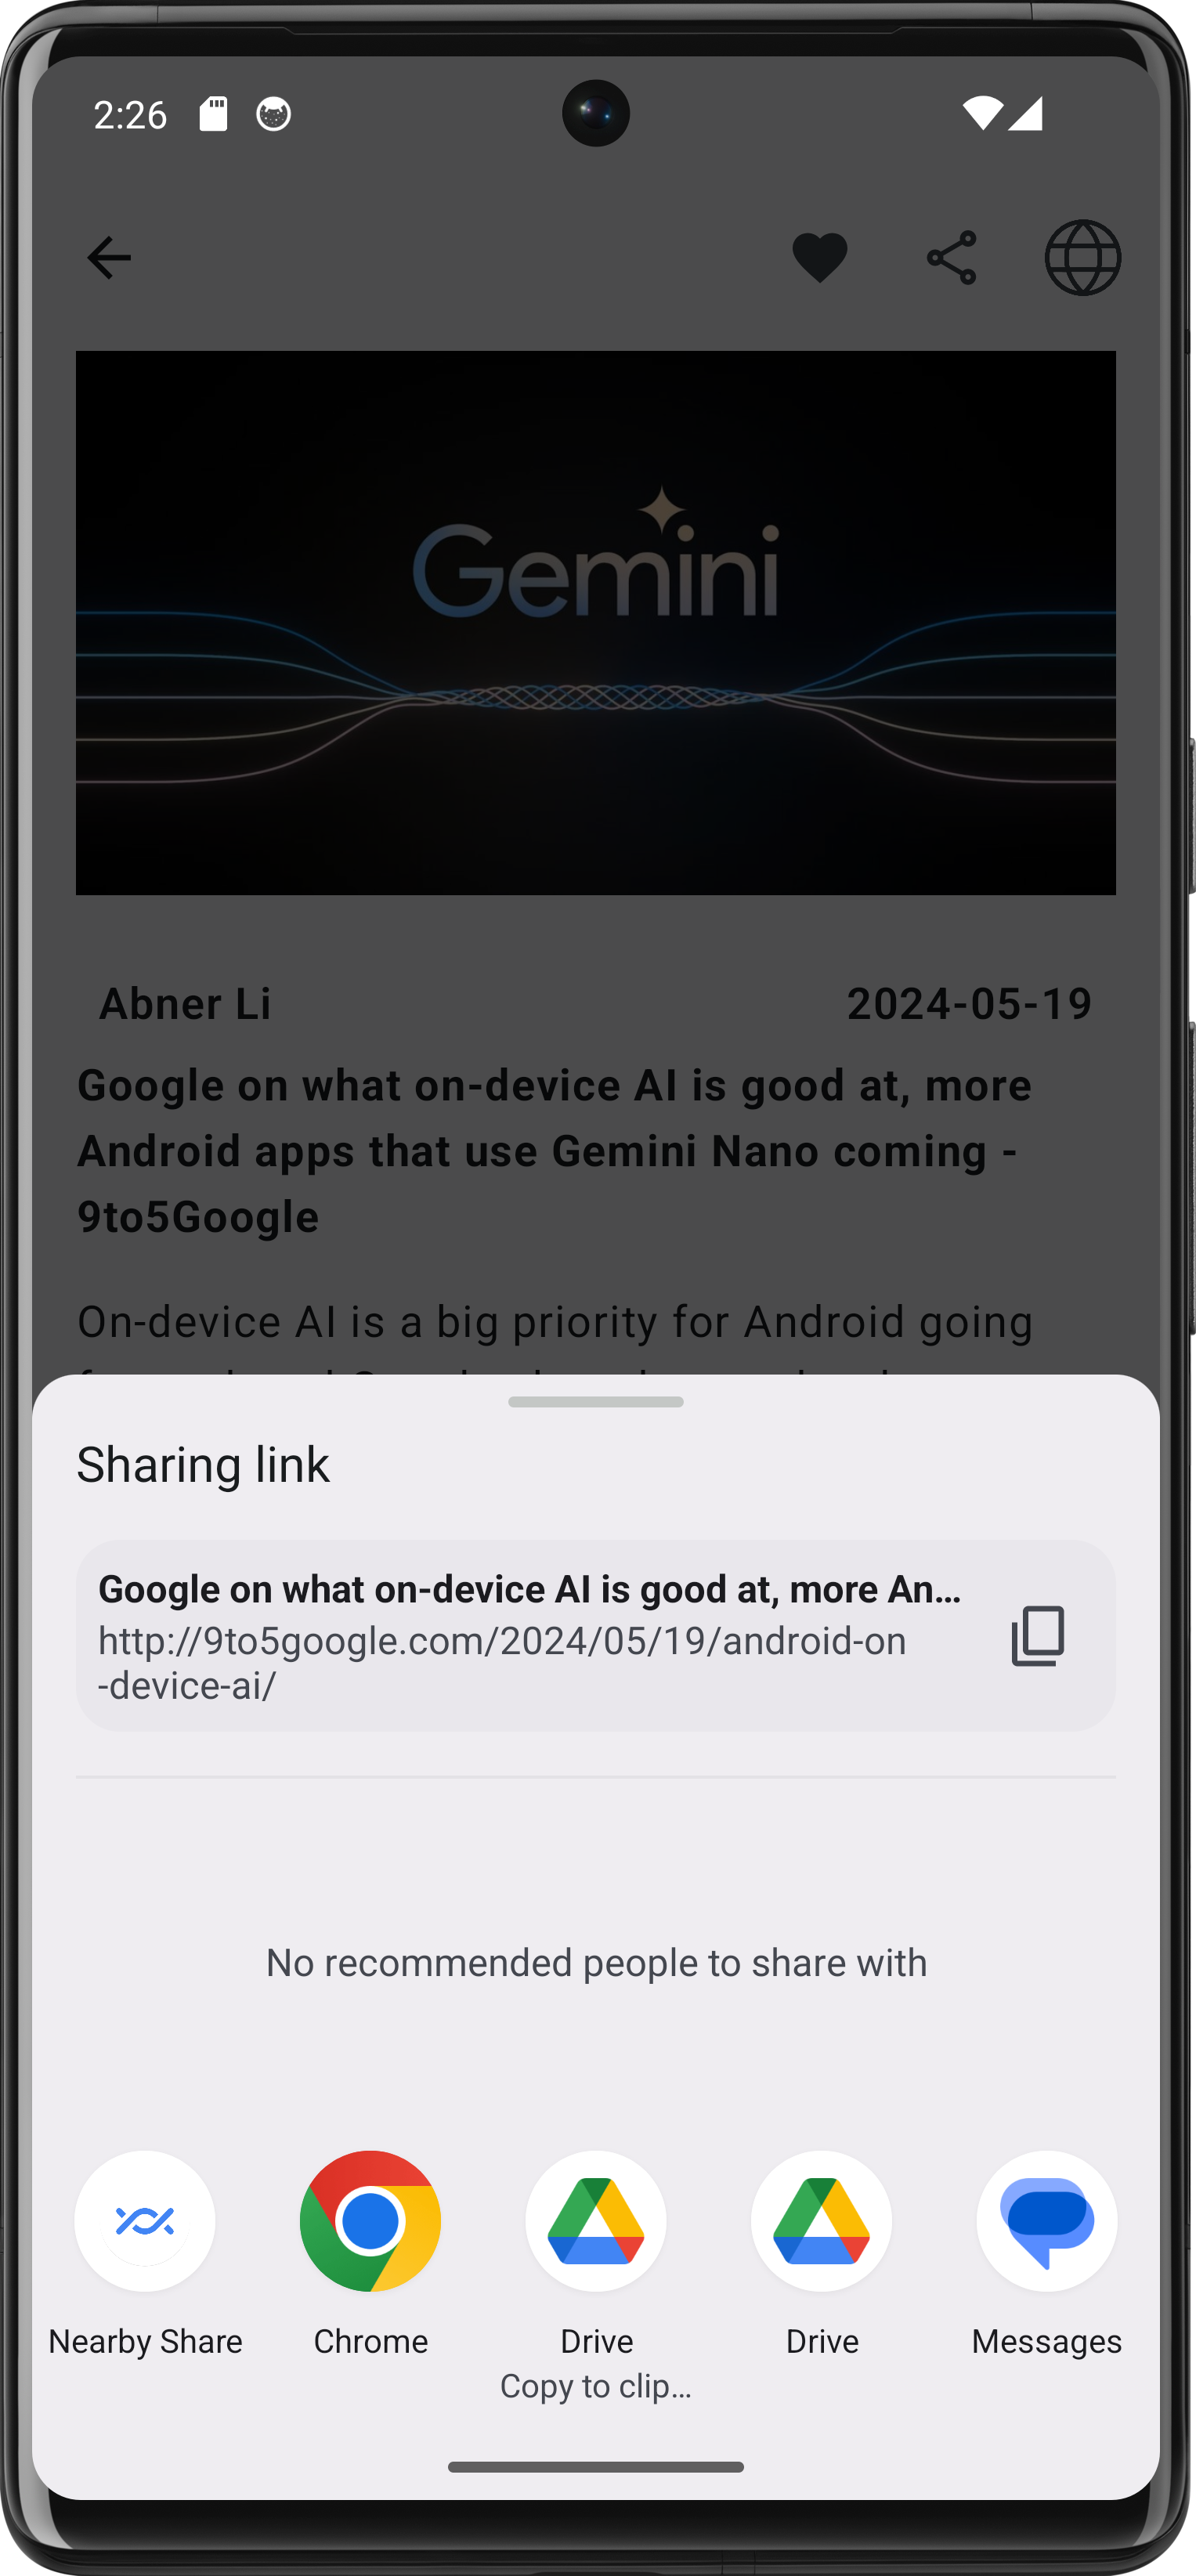 2:26
Gemini
Abner Li
2024-05-19
Google on what on-device AI is good at, more
Android apps that use Gemini Nano coming -
9to5Google
On-device AI is a big priority for Android going
Sharing link
Google on what on-device AI is good at, more An...
http://9to5google.com/2024/05/19/android-on
-device-ai/
No recommended people to share with
Nearby Share
Chrome
Drive
Copy to clip...
Drive
Messages